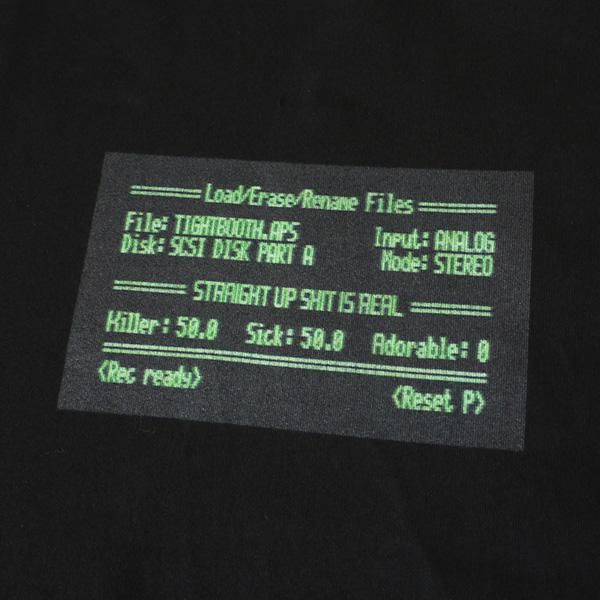 Load/Erase/Rename Files
File: TIGHTBOOTH.APS Input: ANALOG
Disk: SCSI DISK PART A Mode: STEREO
STRAIGHT UP SHIT IS REAL
Killer: 50.0 Sick: 50.0 Adorable: 0
<Rec ready> <Reset P>